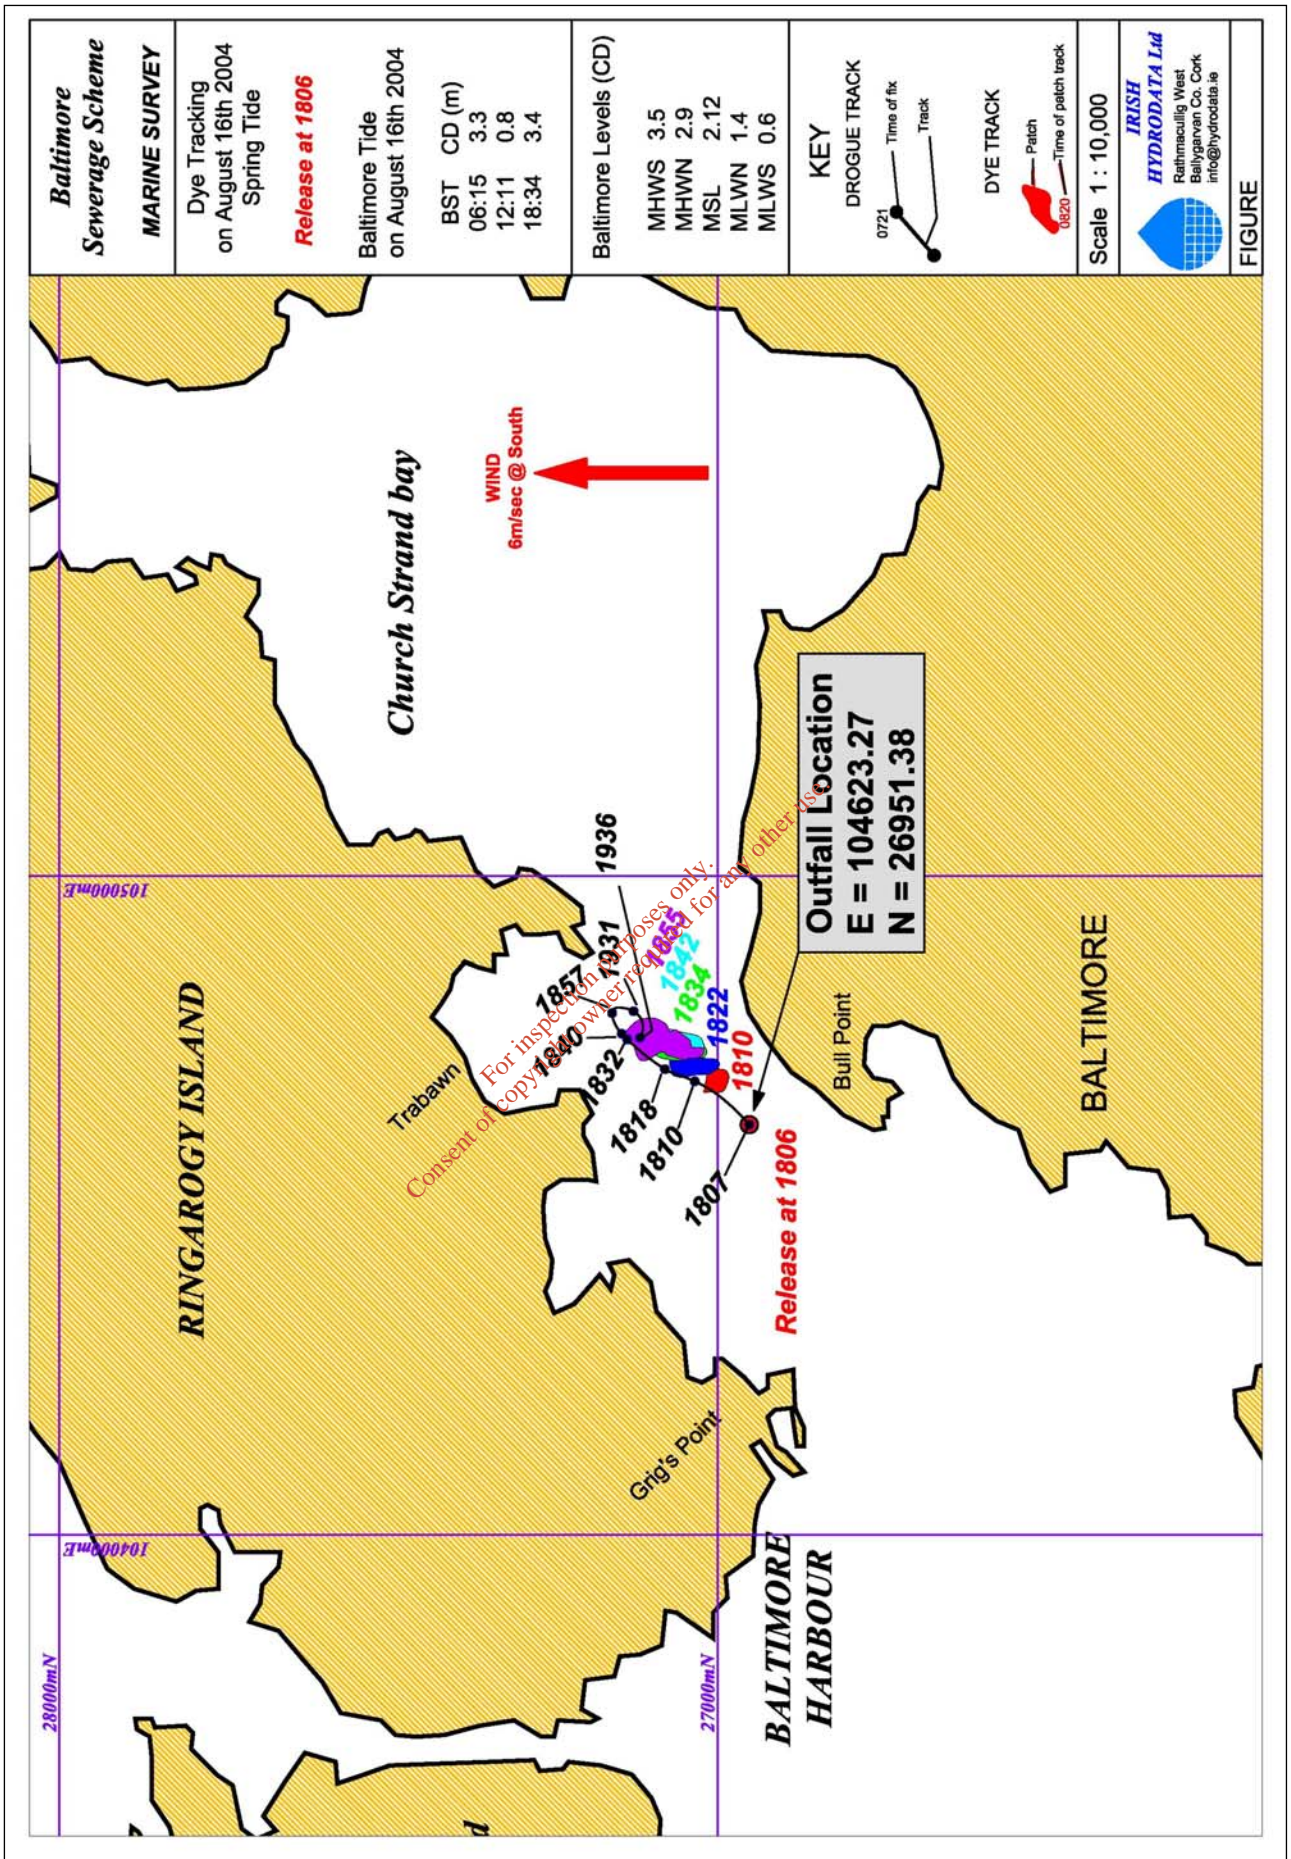 Baltimore
Sewerage Scheme
MARINE SURVEY
Dye Tracking
on August 16th 2004
Spring Tide
Release at 1806
Baltimore Tide
on August 16th 2004
BST CD (m)
06:15 3.3
12:11 0.8
18:34 3.4
Baltimore Levels (CD)
MHWS 3.5
MHWN 2.9
MSL 2.12
MLWN 1.4
MLWS 0.6
KEY
DROGUE TRACK
0721
Time of fix
Track
DYE TRACK
Patch
0820
Time of patch track
Scale 1 : 10,000
IRISH
HYDRODATA Ltd
Rathmacullig West
Ballygarvan Co. Cork
info@hydrodata.ie
FIGURE
28000mN
27000mN
104000mE
105000mE
RINGAROGY ISLAND
Church Strand bay
WIND
6m/sec @ South
Trabawn
Grig's Point
BALTIMORE
HARBOUR
Bull Point
BALTIMORE
1936
1931
1857
1840
1832
1818
1810
1807
1855
1842
1834
1822
1810
Release at 1806
Outfall Location
E = 104623.27
N = 26951.38
For inspection purposes only.
Consent of copyright owner required for any other use.
d